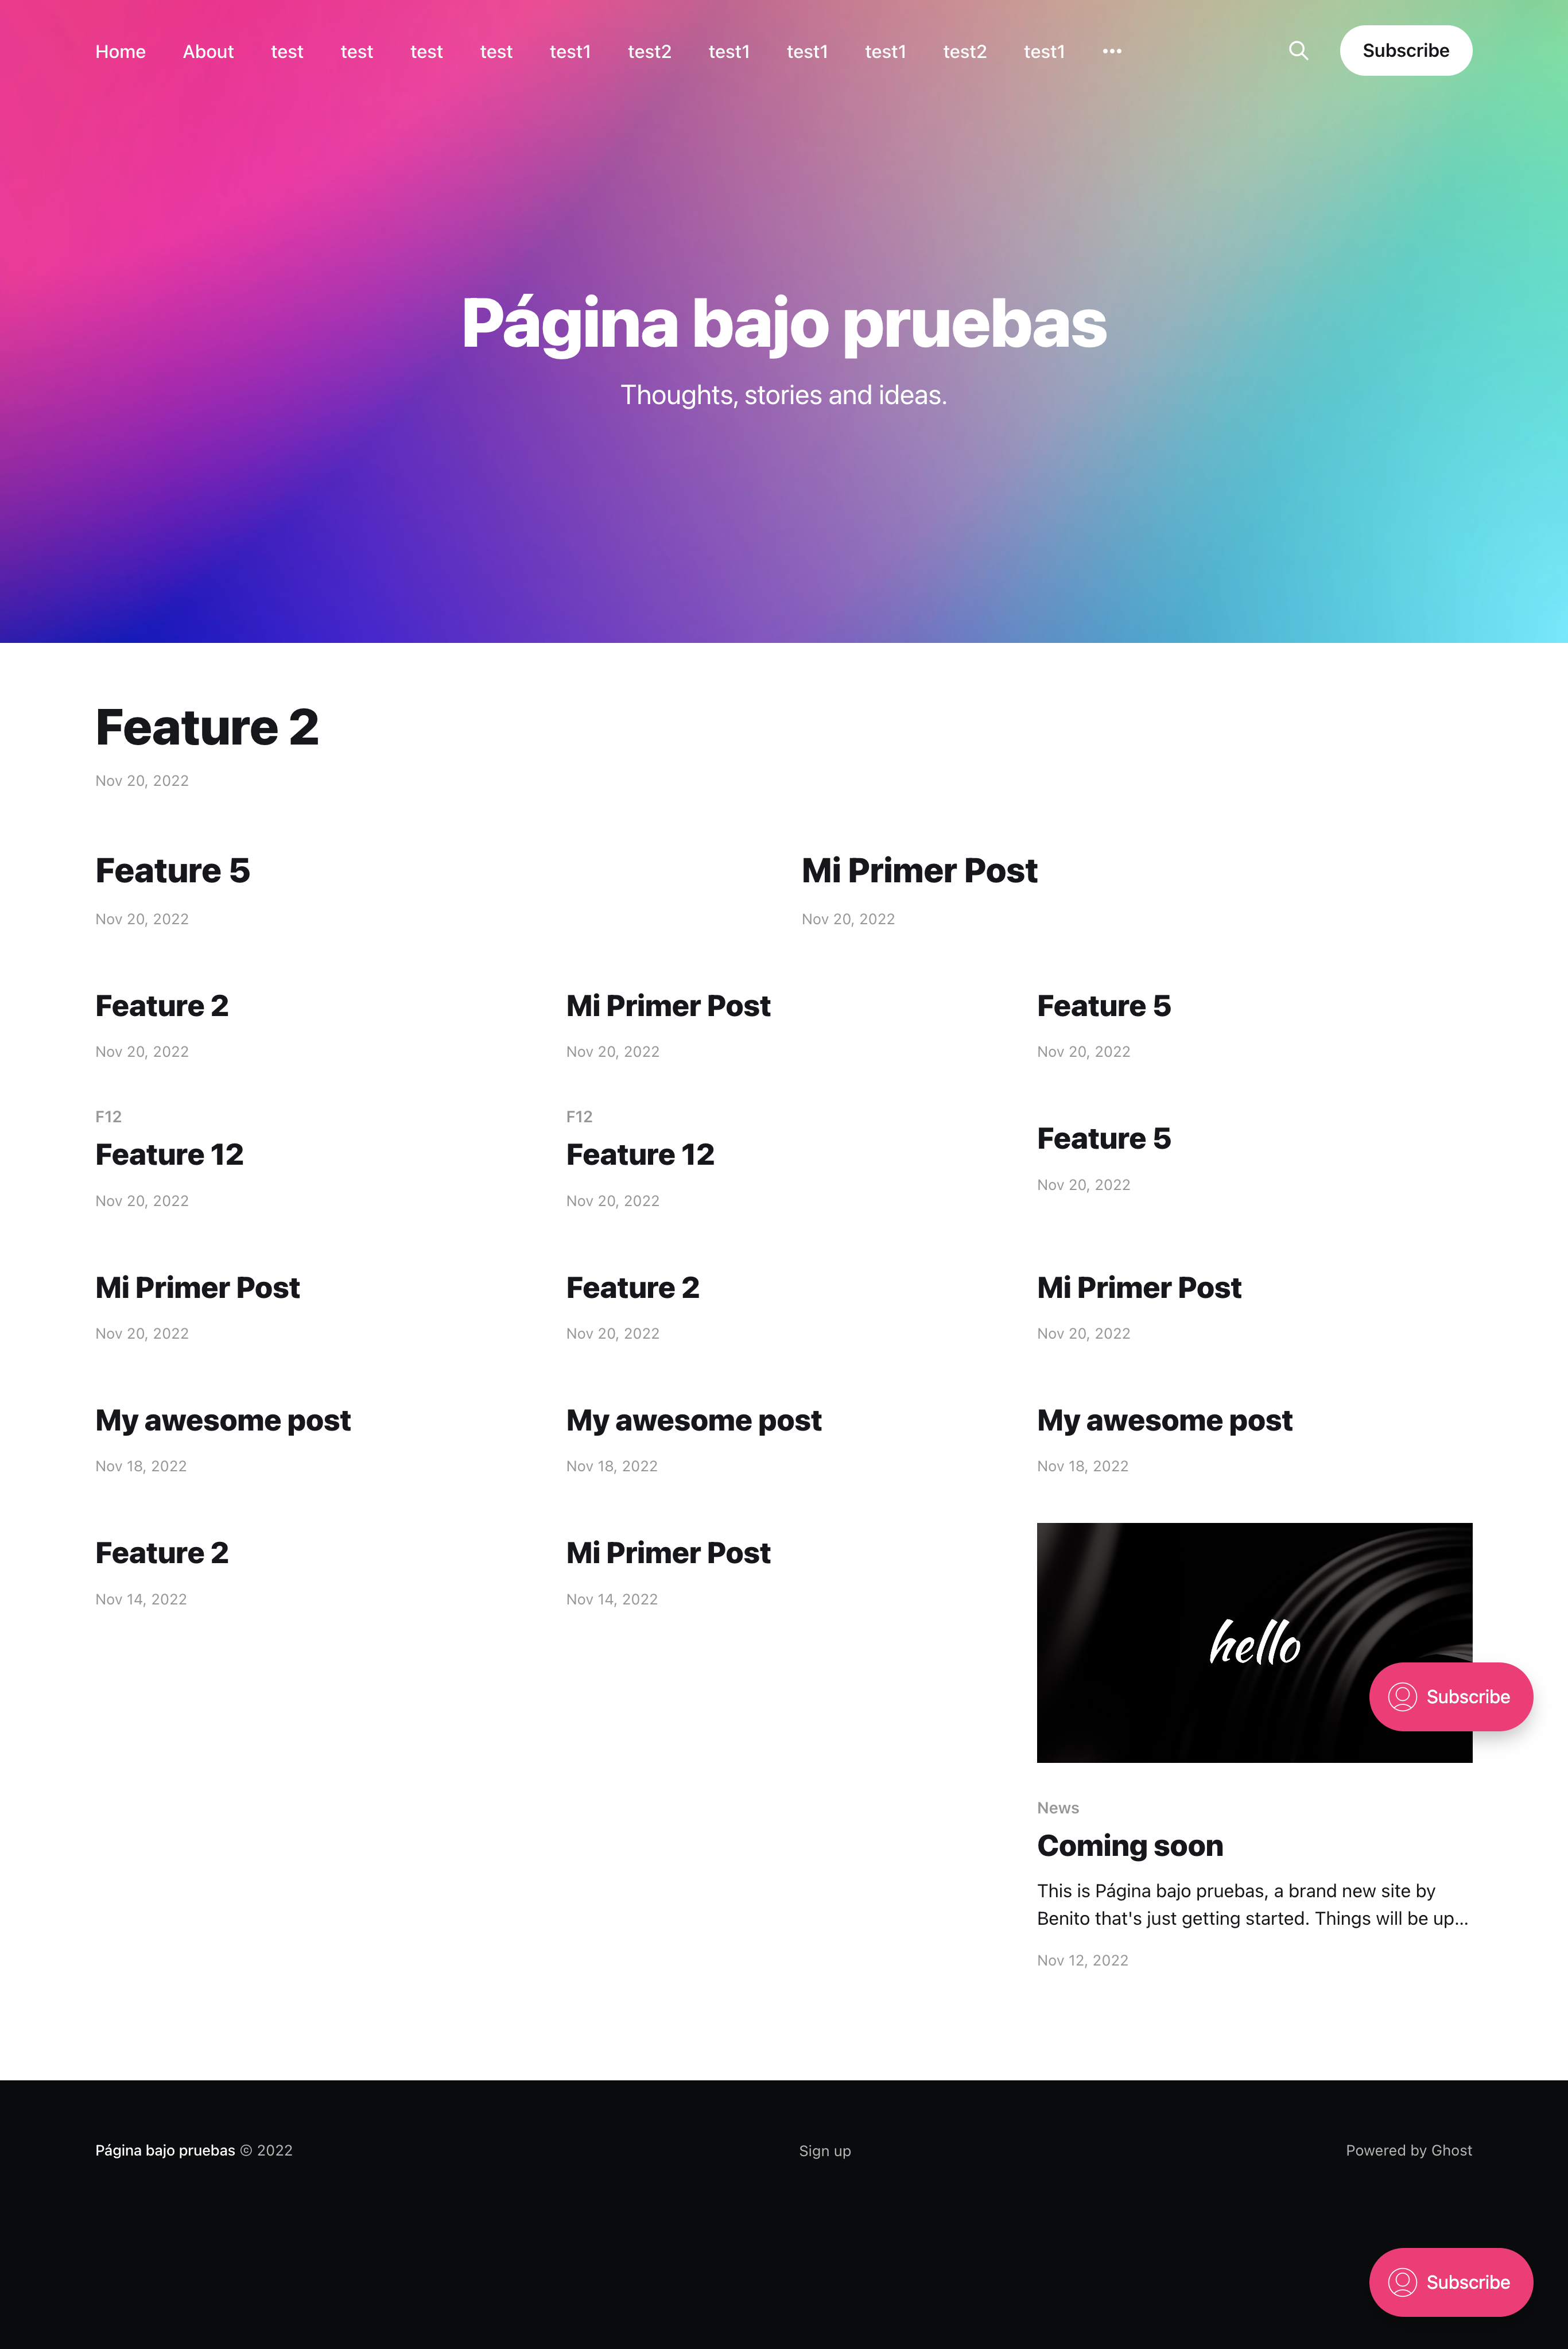 Home About test test test test test1 test2 test1 test1 test1 test2 test1 ••• Subscribe
Página bajo pruebas
Thoughts, stories and ideas.
Feature 2
Nov 20, 2022
Feature 5
Nov 20, 2022
Mi Primer Post
Nov 20, 2022
Feature 2
Nov 20, 2022
Mi Primer Post
Nov 20, 2022
Feature 5
Nov 20, 2022
F12
Feature 12
Nov 20, 2022
F12
Feature 12
Nov 20, 2022
Feature 5
Nov 20, 2022
Mi Primer Post
Nov 20, 2022
Feature 2
Nov 20, 2022
Mi Primer Post
Nov 20, 2022
My awesome post
Nov 18, 2022
My awesome post
Nov 18, 2022
My awesome post
Nov 18, 2022
Feature 2
Nov 14, 2022
Mi Primer Post
Nov 14, 2022
hello
Subscribe
News
Coming soon
This is Página bajo pruebas, a brand new site by
Benito that's just getting started. Things will be up...
Nov 12, 2022
Página bajo pruebas © 2022
Sign up
Powered by Ghost
Subscribe